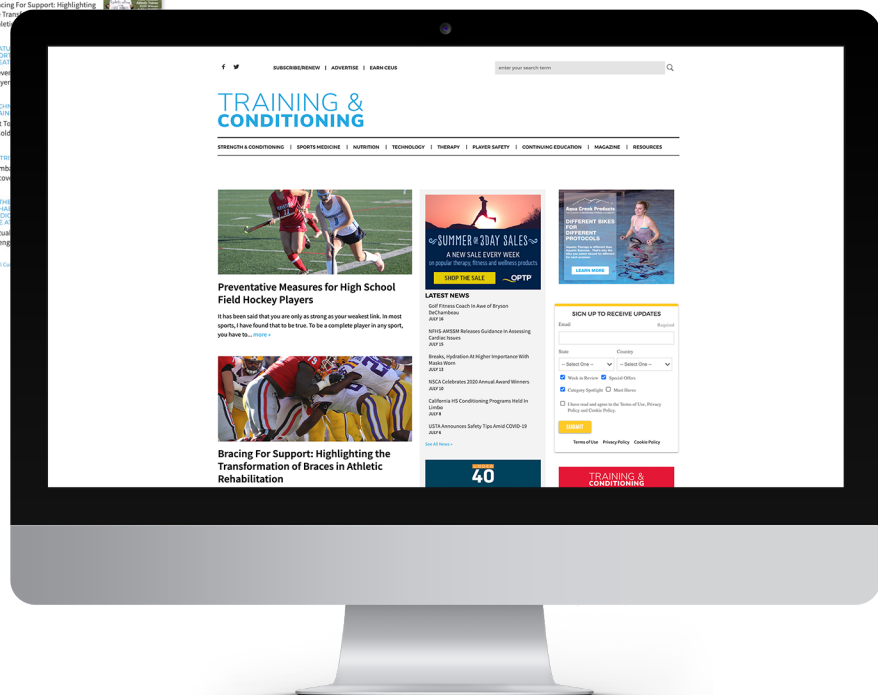 cing For Support: Highlighting
SUBSCRIBE/RENEW | ADVERTISE | EARN CEUS
enter your search term
TRAINING &
CONDITIONING
STRENGTH & CONDITIONING | SPORTS MEDICINE | NUTRITION | TECHNOLOGY | THERAPY | PLAYER SAFETY | CONTINUING EDUCATION | MAGAZINE | RESOURCES
Preventative Measures for High School
Field Hockey Players
It has been said that you are only as strong as your weakest link. In most
sports, I have found that to be true. To be a complete player in any sport,
you have to... more »
Bracing For Support: Highlighting the
Transformation of Braces in Athletic
Rehabilitation
SUMMER 3DAY SALES
A NEW SALE EVERY WEEK
on popular therapy, fitness and wellness products
SHOP THE SALE
OPTP
LATEST NEWS
Golf Fitness Coach In Awe of Bryson
DeChambeau
JULY 16
NFHS-AMSSM Releases Guidance In Assessing
Cardiac Issues
JULY 15
Breaks, Hydration At Higher Importance With
Masks Worn
JULY 13
NSCA Celebrates 2020 Annual Award Winners
JULY 10
California HS Conditioning Programs Held In
Limbo
JULY 8
USTA Announces Safety Tips Amid COVID-19
JULY 6
See All News »
UNDER
40
Aqua Creek Products
DIFFERENT BIKES
FOR
DIFFERENT
PROTOCOLS
LEARN MORE
SIGN UP TO RECEIVE UPDATES
Email
Required
State
Country
-- Select One --
-- Select One --
Week in Review
Special Offers
Category Spotlight
Must Haves
I have read and agree to the Terms of Use, Privacy
Policy and Cookie Policy.
SUBMIT
Terms of Use Privacy Policy Cookie Policy
TRAINING &
CONDITIONING